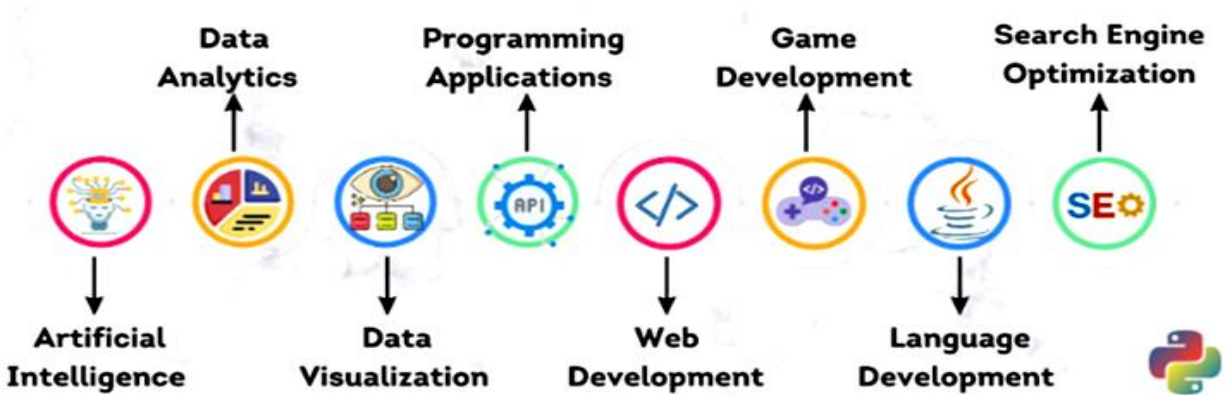 Data
Analytics
Programming
Applications
Game
Development
Search Engine
Optimization
API
</>
</>
SEO
Artificial
Intelligence
Data
Visualization
Web
Development
Language
Development